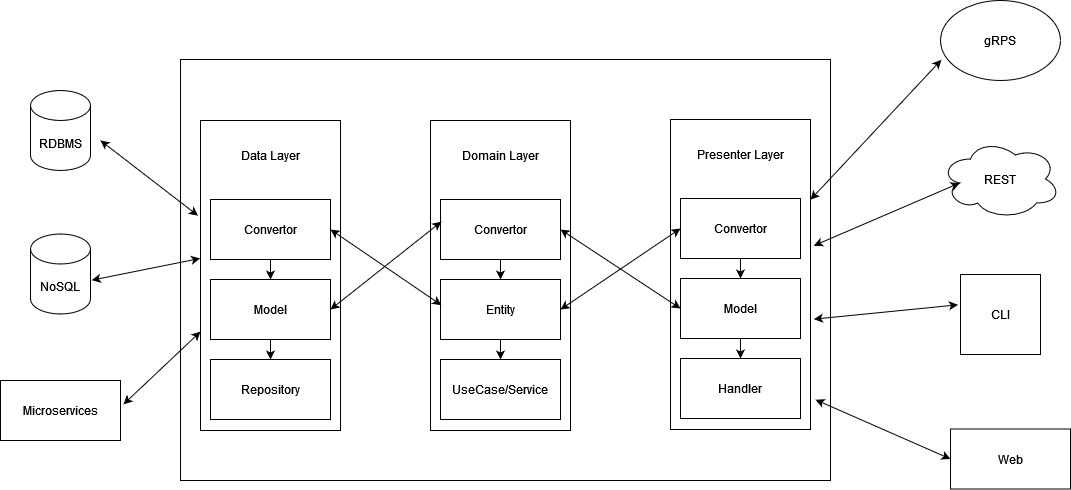 gRPS
RDBMS
Data Layer
Domain Layer
Presenter Layer
REST
Convertor
Convertor
Convertor
NoSQL
Model
Entity
Model
CLI
Repository
UseCase/Service
Handler
Microservices
Web